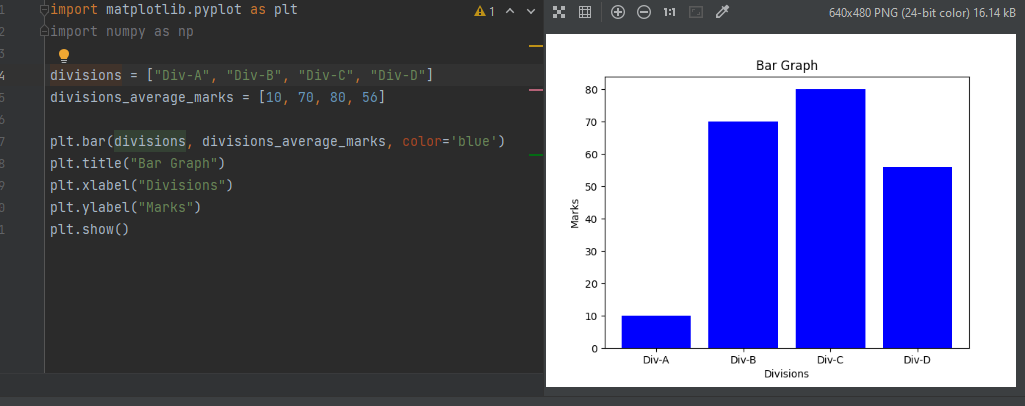 1 import matplotlib.pyplot as plt
2 import numpy as np
3
4 divisions = ["Div-A", "Div-B", "Div-C", "Div-D"]
5 divisions_average_marks = [10, 70, 80, 56]
6
7 plt.bar(divisions, divisions_average_marks, color='blue')
8 plt.title("Bar Graph")
9 plt.xlabel("Divisions")
0 plt.ylabel("Marks")
1 plt.show()
1
1:1
640x480 PNG (24-bit color) 16.14 kB
Bar Graph
80
70
60
50
40
30
20
10
0
Marks
Div-A Div-B Div-C Div-D
Divisions